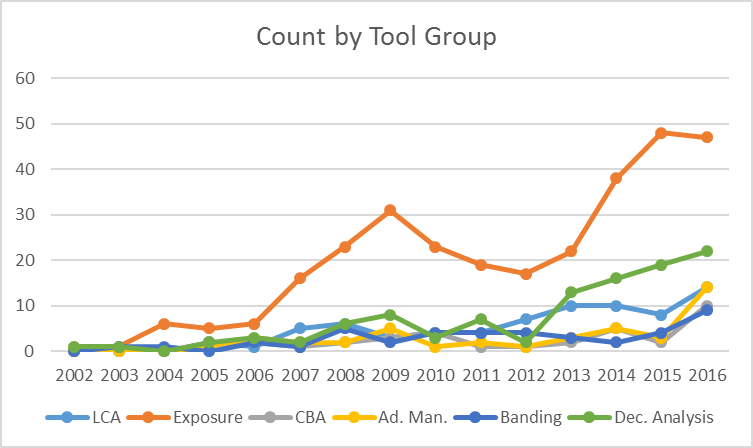 Count by Tool Group
60
50
40
30
20
10
0
2002 2003 2004 2005 2006 2007 2008 2009 2010 2011 2012 2013 2014 2015 2016
LCA Exposure CBA Ad. Man. Banding Dec. Analysis